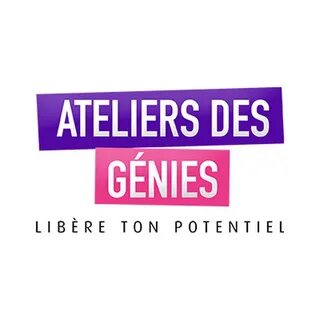 ATELIERS DES
GÉNIES
LIBÈRE TON POTENTIEL